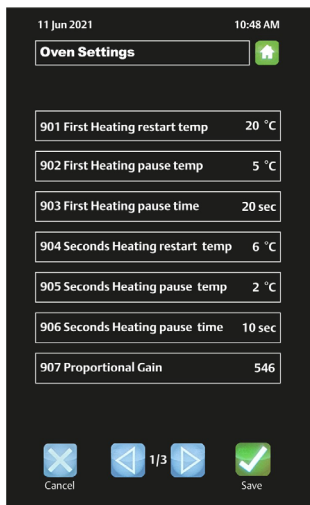 11 Jun 2021 10:48 AM
Oven Settings
901 First Heating restart temp 20 °C
902 First Heating pause temp 5 °C
903 First Heating pause time 20 sec
904 Seconds Heating restart temp 6 °C
905 Seconds Heating pause temp 2 °C
906 Seconds Heating pause time 10 sec
907 Proportional Gain 546
1/3
Cancel Save